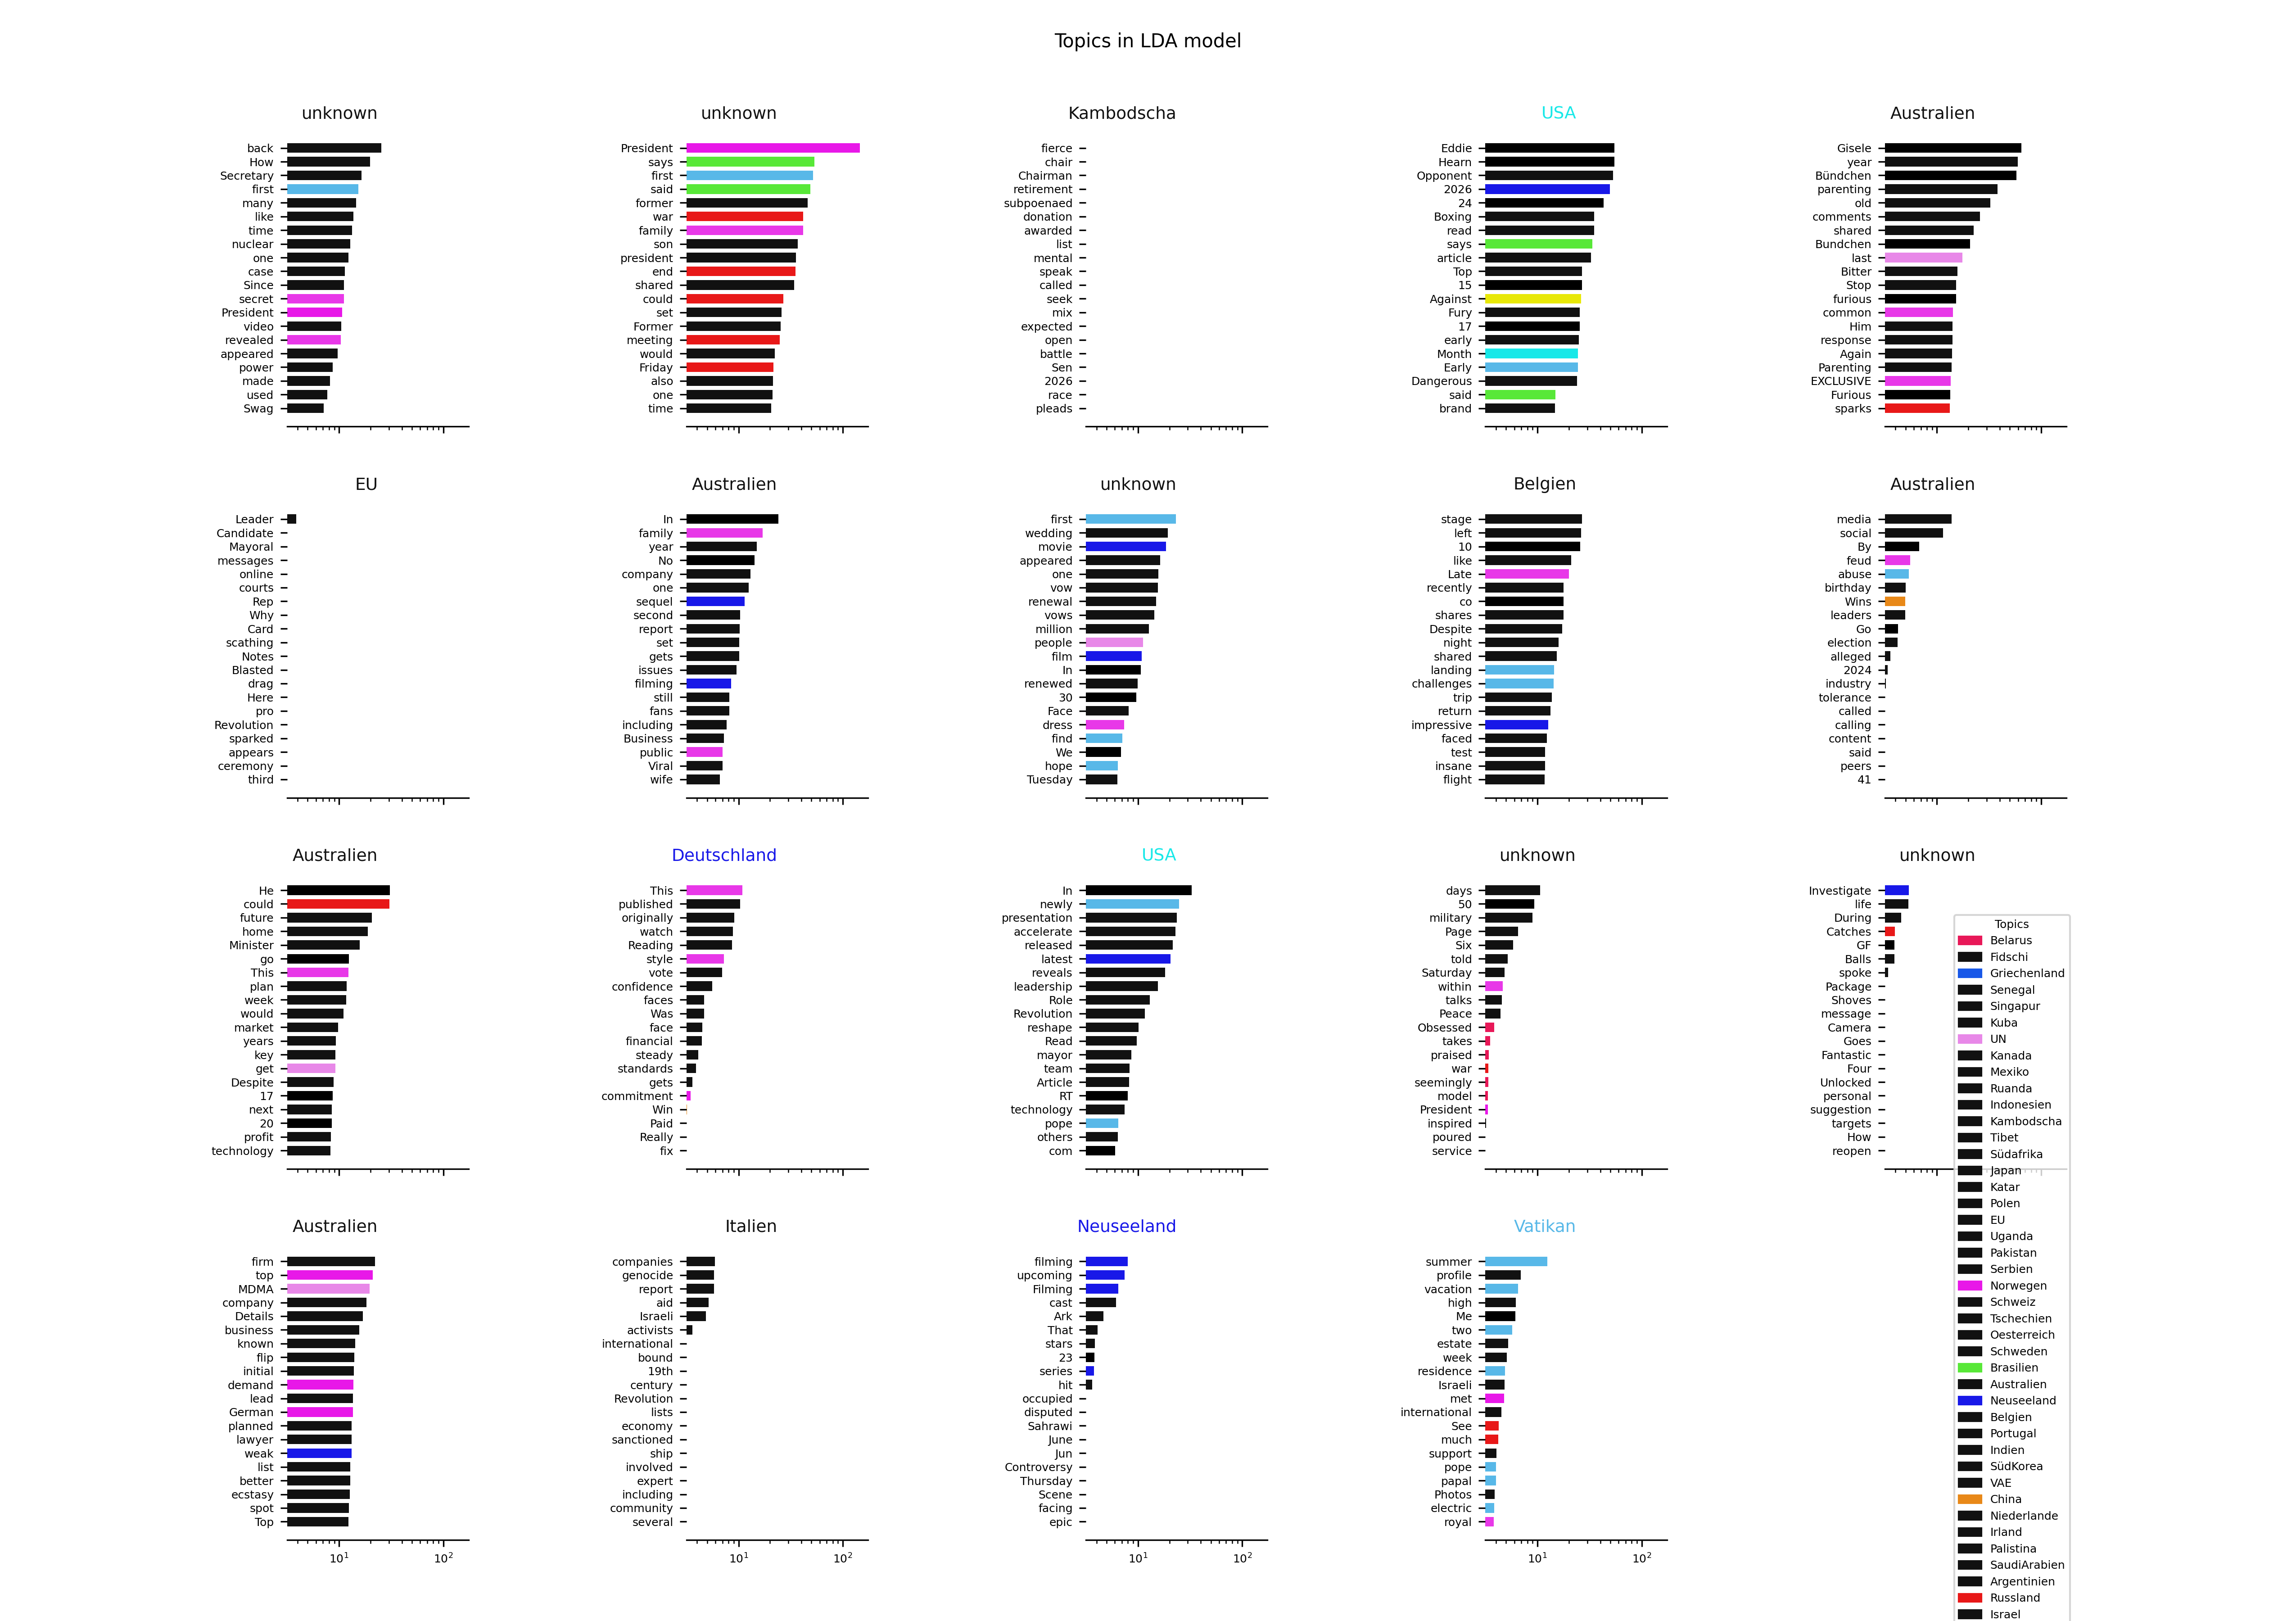 Topics in LDA model
unknown
back
How
Secretary
first
many
like
time
nuclear
one
case
Since
secret
President
video
revealed
appeared
power
made
used
Swag
unknown
President
says
first
said
former
war
family
son
president
end
shared
could
set
Former
meeting
would
Friday
also
one
time
Kambodscha
fierce
chair
Chairman
retirement
subpoenaed
donation
awarded
list
mental
speak
called
seek
mix
expected
open
battle
Sen
2026
race
pleads
USA
Eddie
Hearn
Opponent
2026
24
Boxing
read
says
article
Top
15
Against
Fury
17
early
Month
Early
Dangerous
said
brand
Australien
Gisele
year
Bündchen
parenting
old
comments
shared
Bundchen
last
Bitter
Stop
furious
common
Him
response
Again
Parenting
EXCLUSIVE
Furious
sparks
EU
Leader
Candidate
Mayoral
messages
online
courts
Rep
Why
Card
scathing
Notes
Blasted
drag
Here
pro
Revolution
sparked
appears
ceremony
third
Australien
In
family
year
No
company
one
sequel
second
report
set
gets
issues
filming
still
fans
including
Business
public
Viral
wife
unknown
first
wedding
movie
appeared
one
vow
renewal
vows
million
people
film
In
renewed
30
Face
dress
find
We
hope
Tuesday
Belgien
stage
left
10
like
Late
recently
co
shares
Despite
night
shared
landing
challenges
trip
return
impressive
faced
test
insane
flight
Australien
media
social
By
feud
abuse
birthday
Wins
leaders
Go
election
alleged
2024
industry
tolerance
called
calling
content
said
peers
41
Australien
He
could
future
home
Minister
go
This
plan
week
would
market
years
key
get
Despite
17
next
20
profit
technology
Deutschland
This
published
originally
watch
Reading
style
vote
confidence
faces
Was
face
financial
steady
standards
gets
commitment
Win
Paid
Really
fix
USA
In
newly
presentation
accelerate
released
latest
reveals
leadership
Role
Revolution
reshape
Read
mayor
team
Article
RT
technology
pope
others
com
unknown
days
50
military
Page
Six
told
Saturday
within
talks
Peace
Obsessed
takes
praised
war
seemingly
model
President
inspired
poured
service
unknown
Investigate
life
During
Catches
GF
Balls
spoke
Package
Shoves
message
Camera
Goes
Fantastic
Four
Unlocked
personal
suggestion
targets
How
reopen
Australien
firm
top
MDMA
company
Details
business
known
flip
initial
demand
lead
German
planned
lawyer
weak
list
better
ecstasy
spot
Top
10¹ 10²
Italien
companies
genocide
report
aid
Israeli
activists
international
bound
19th
century
Revolution
lists
economy
sanctioned
ship
involved
expert
including
community
several
10¹ 10²
Neuseeland
filming
upcoming
Filming
cast
Ark
That
stars
23
series
hit
occupied
disputed
Sahrawi
June
Jun
Controversy
Thursday
Scene
facing
epic
10¹ 10²
Vatikan
summer
profile
vacation
high
Me
two
estate
week
residence
Israeli
met
international
See
much
support
pope
papal
Photos
electric
royal
10¹ 10²
Topics
Belarus
Fidschi
Griechenland
Senegal
Singapur
Kuba
UN
Kanada
Mexiko
Ruanda
Indonesien
Kambodscha
Tibet
Südafrika
Japan
Katar
Polen
EU
Uganda
Pakistan
Serbien
Norwegen
Schweiz
Tschechien
Oesterreich
Schweden
Brasilien
Australien
Neuseeland
Belgien
Portugal
Indien
SüdKorea
VAE
China
Niederlande
Irland
Palistina
SaudiArabien
Argentinien
Russland
Israel